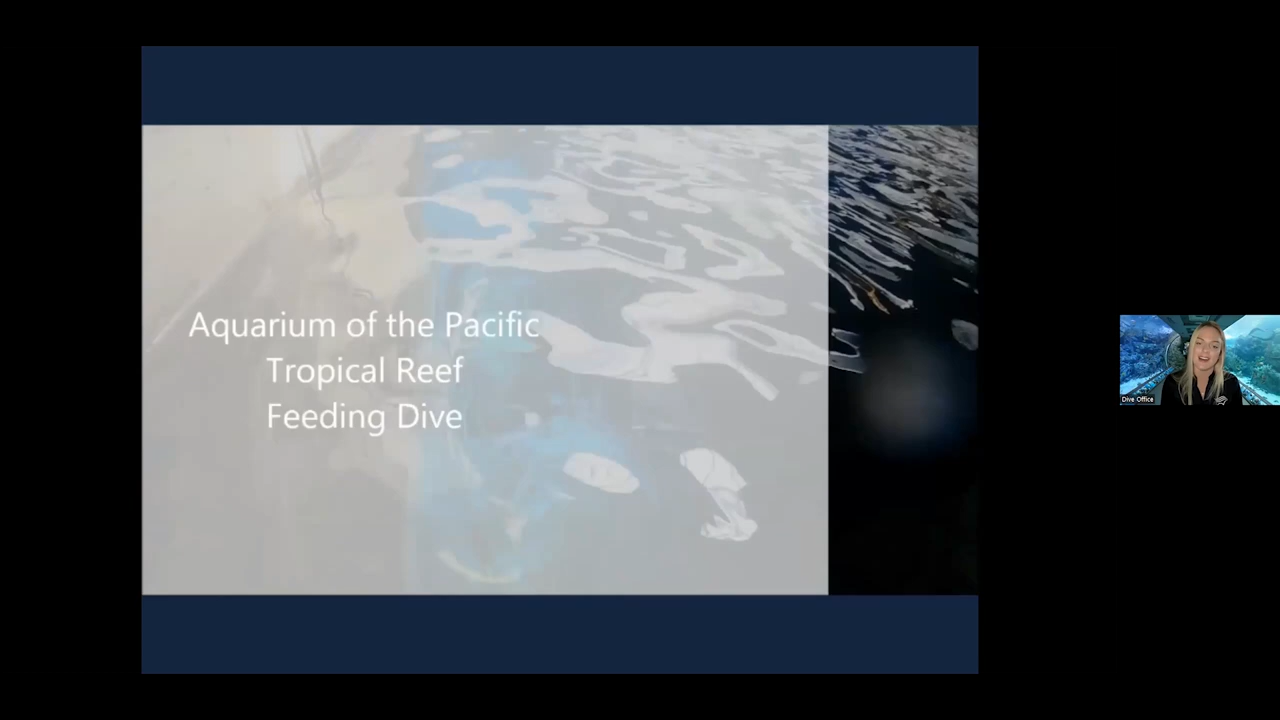 Aquarium of the Pacific
Tropical Reef
Feeding Dive
Dive Office